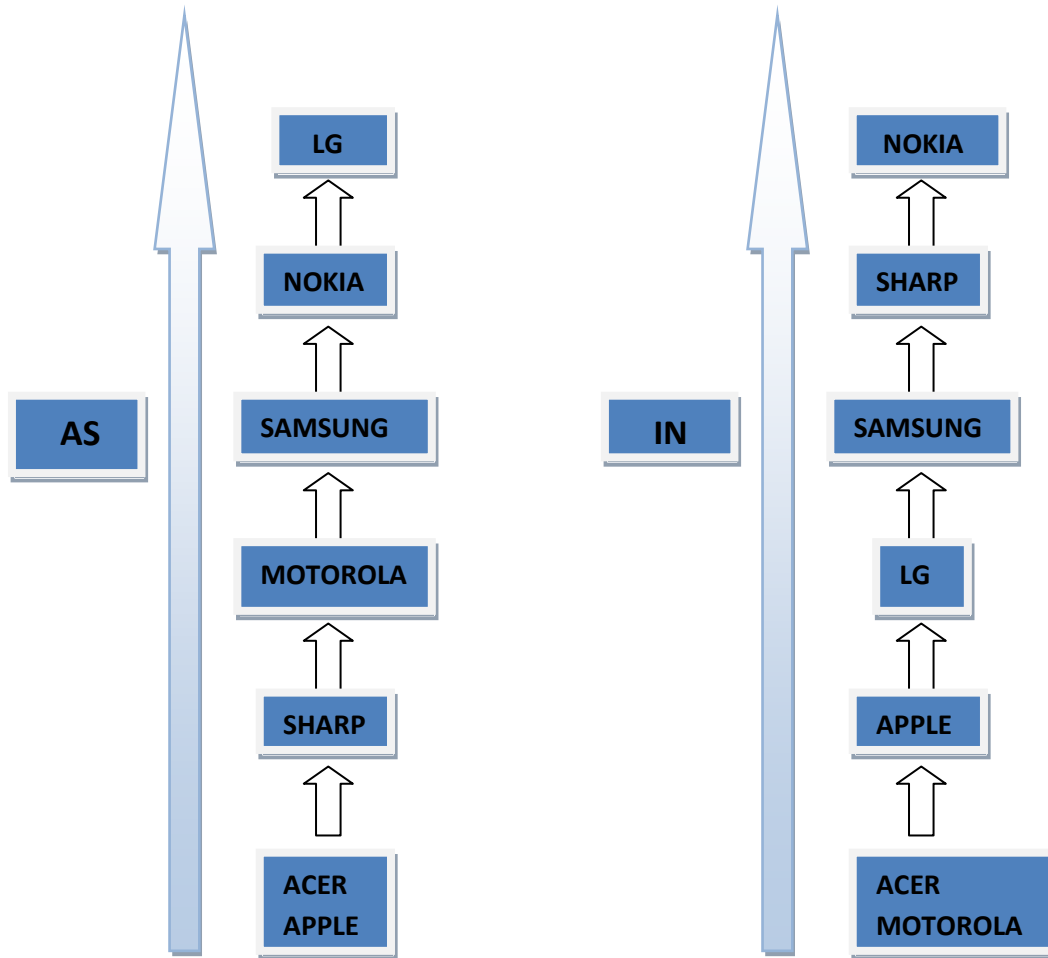 AS
LG
NOKIA
SAMSUNG
MOTOROLA
SHARP
ACER
APPLE
IN
NOKIA
SHARP
SAMSUNG
LG
APPLE
ACER
MOTOROLA